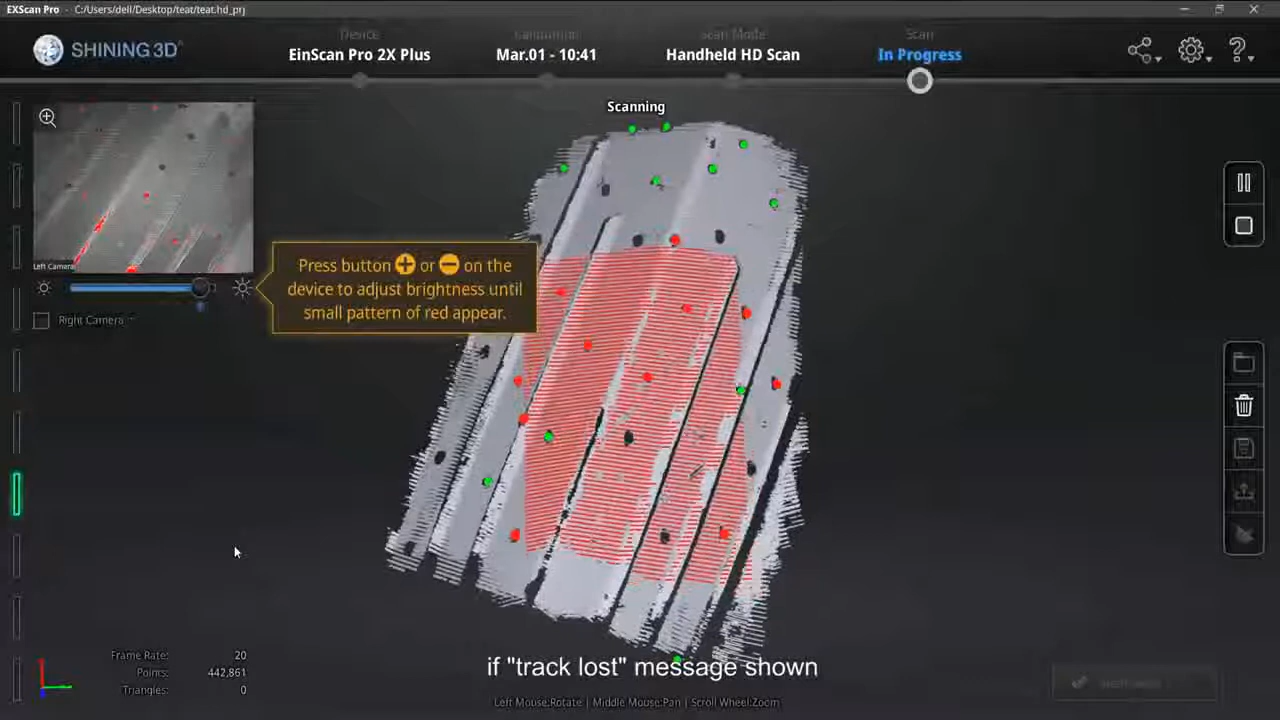 EXScan Pro - C:/Users/dell/Desktop/teat/teat.hd_prj
SHINING 3D
Device
EinScan Pro 2X Plus
Calibration
Mar.01 - 10:41
Scan Mode
Handheld HD Scan
Scan
In Progress
Scanning
Left Camera
Press button + or − on the
device to adjust brightness until
small pattern of red appear.
Right Camera
Frame Rate: 20
Points: 442,861
Triangles: 0
if "track lost" message shown
Left Mouse:Rotate | Middle Mouse:Pan | Scroll Wheel:Zoom